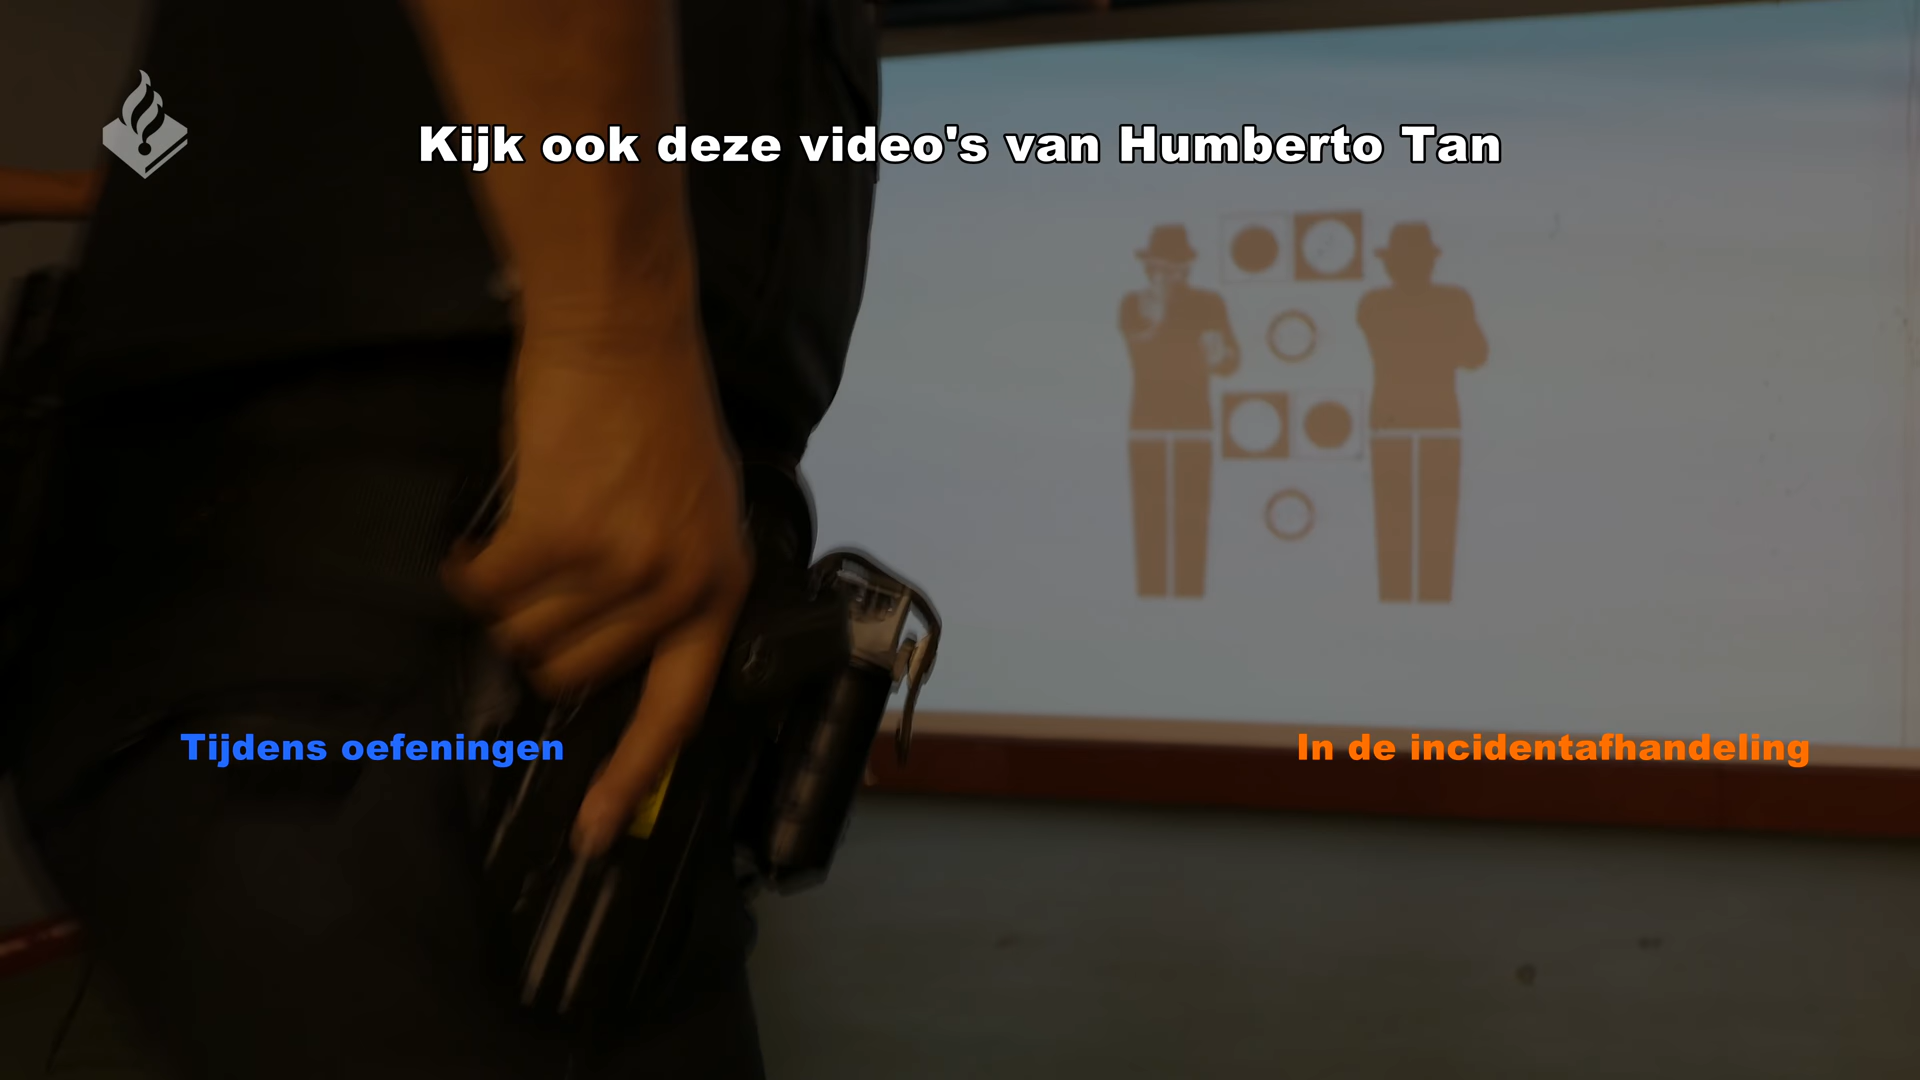 Kijk ook deze video's van Humberto Tan
Tijdens oefeningen
In de incidentafhandeling